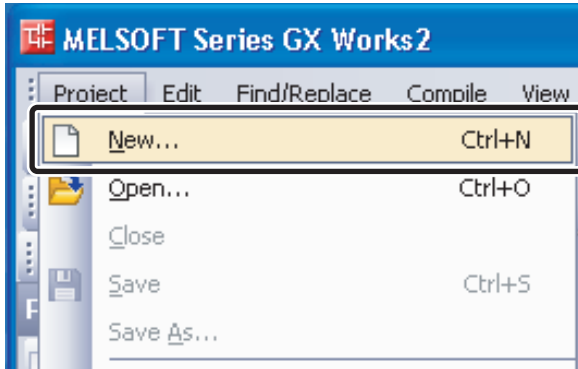 MELSOFT Series GX Works2
Project Edit Find/Replace Compile View
New... Ctrl+N
Open... Ctrl+O
Close
Save Ctrl+S
Save As...